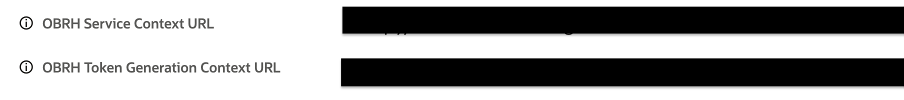 OBRH Service Context URL
OBRH Token Generation Context URL